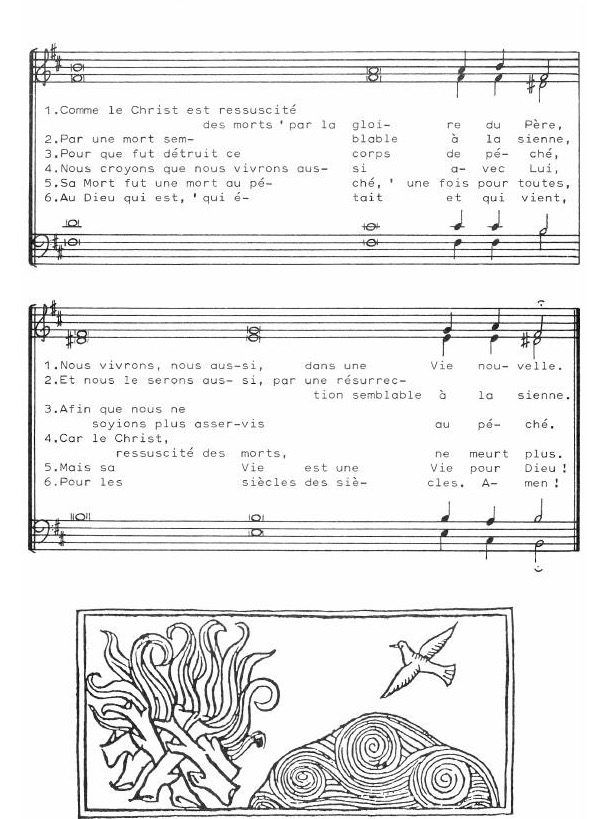 1.Comme le Christ est ressuscité
des morts ' par la gloi- re du Père,
2.Par une mort sem- blable à la sienne,
3.Pour que fut détruit ce corps de pé- ché,
4.Nous croyons que nous vivrons aus- si a- vec Lui,
5.Sa Mort fut une mort au pé- ché, ' une fois pour toutes,
6.Au Dieu qui est, ' qui é- tait et qui vient,
1.Nous vivrons, nous aus-si, dans une Vie nou- velle.
2.Et nous le serons aus- si, par une résurrec-
tion semblable à la sienne.
3.Afin que nous ne
soyions plus asser-vis au pé- ché.
4.Car le Christ,
ressuscité des morts, ne meurt plus.
5.Mais sa Vie est une Vie pour Dieu !
6.Pour les siècles des siè- cles. A- men !